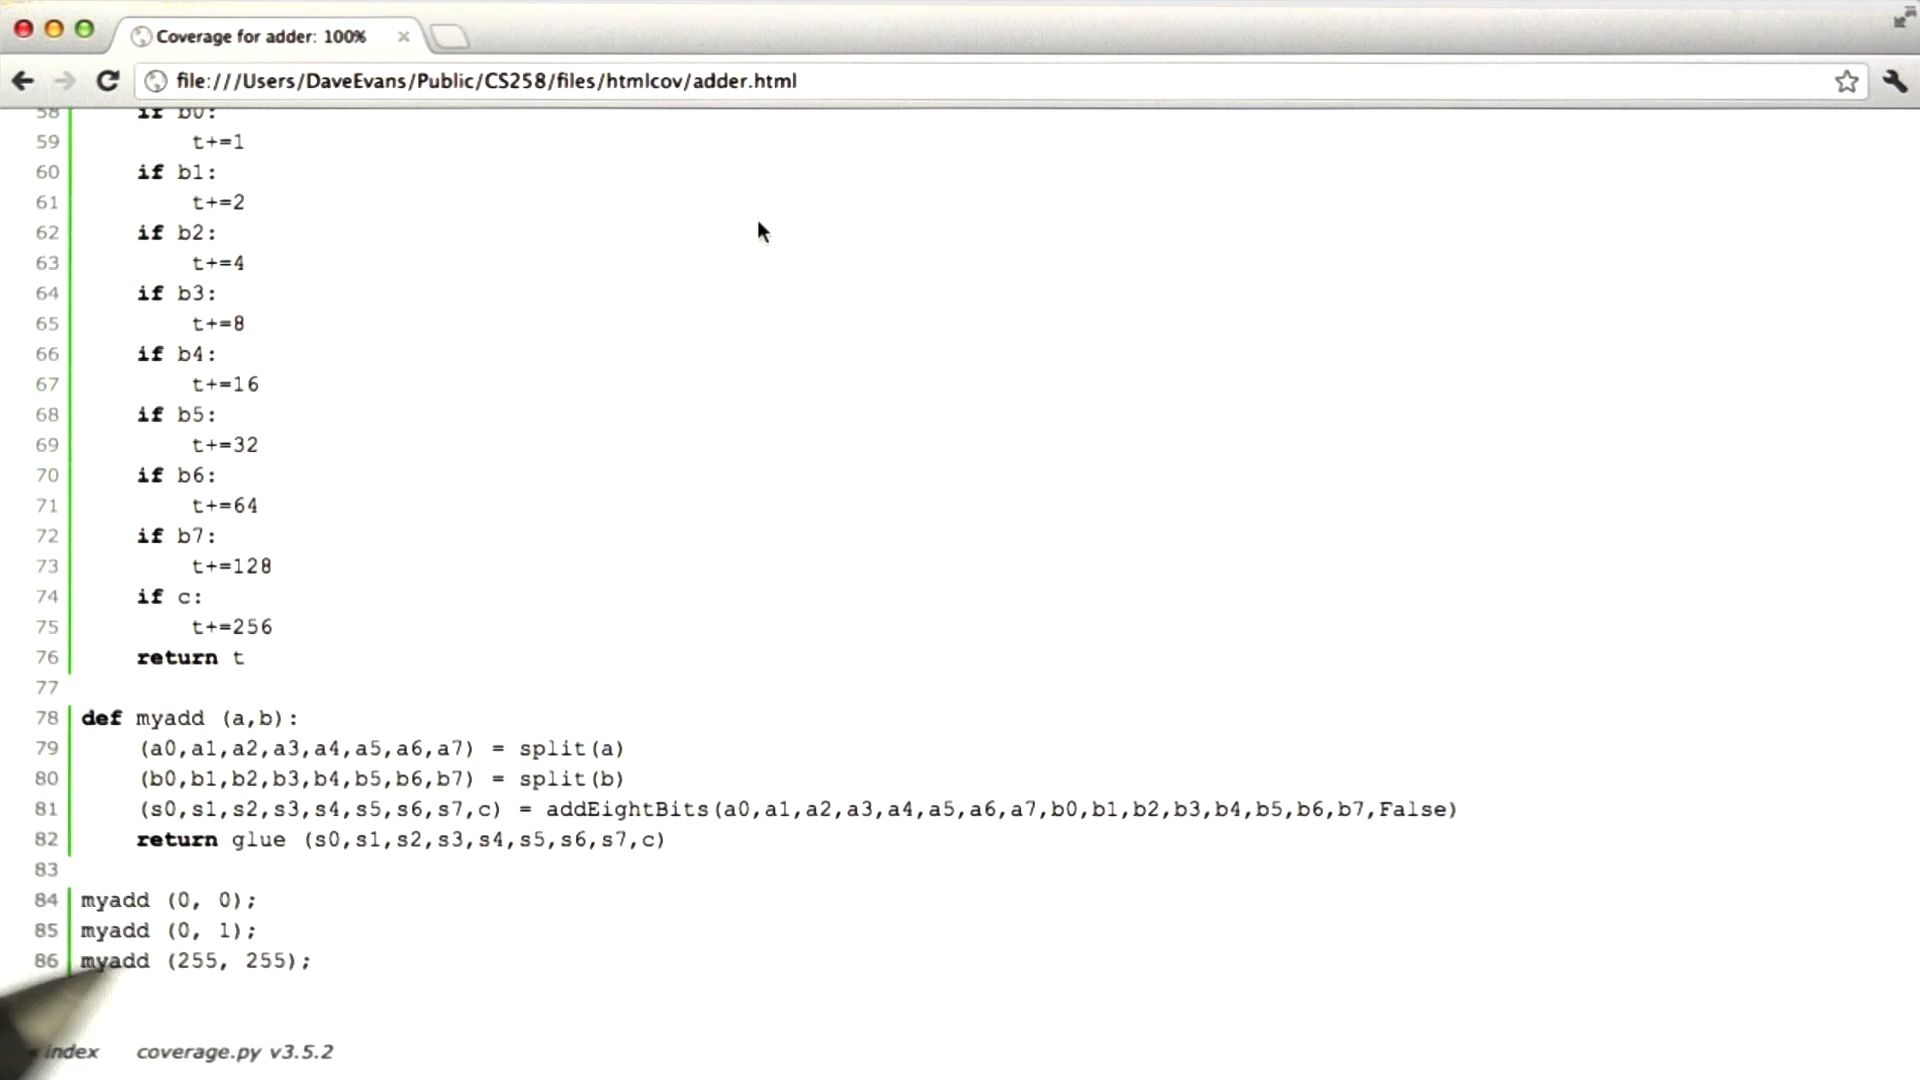 Coverage for adder: 100%
file:///Users/DaveEvans/Public/CS258/files/htmlcov/adder.html
58 if b0:
59 t+=1
60 if b1:
61 t+=2
62 if b2:
63 t+=4
64 if b3:
65 t+=8
66 if b4:
67 t+=16
68 if b5:
69 t+=32
70 if b6:
71 t+=64
72 if b7:
73 t+=128
74 if c:
75 t+=256
76 return t
77
78 def myadd (a,b):
79 (a0,a1,a2,a3,a4,a5,a6,a7) = split(a)
80 (b0,b1,b2,b3,b4,b5,b6,b7) = split(b)
81 (s0,s1,s2,s3,s4,s5,s6,s7,c) = addEightBits(a0,a1,a2,a3,a4,a5,a6,a7,b0,b1,b2,b3,b4,b5,b6,b7,False)
82 return glue (s0,s1,s2,s3,s4,s5,s6,s7,c)
83
84 myadd (0, 0);
85 myadd (0, 1);
86 myadd (255, 255);
« index coverage.py v3.5.2